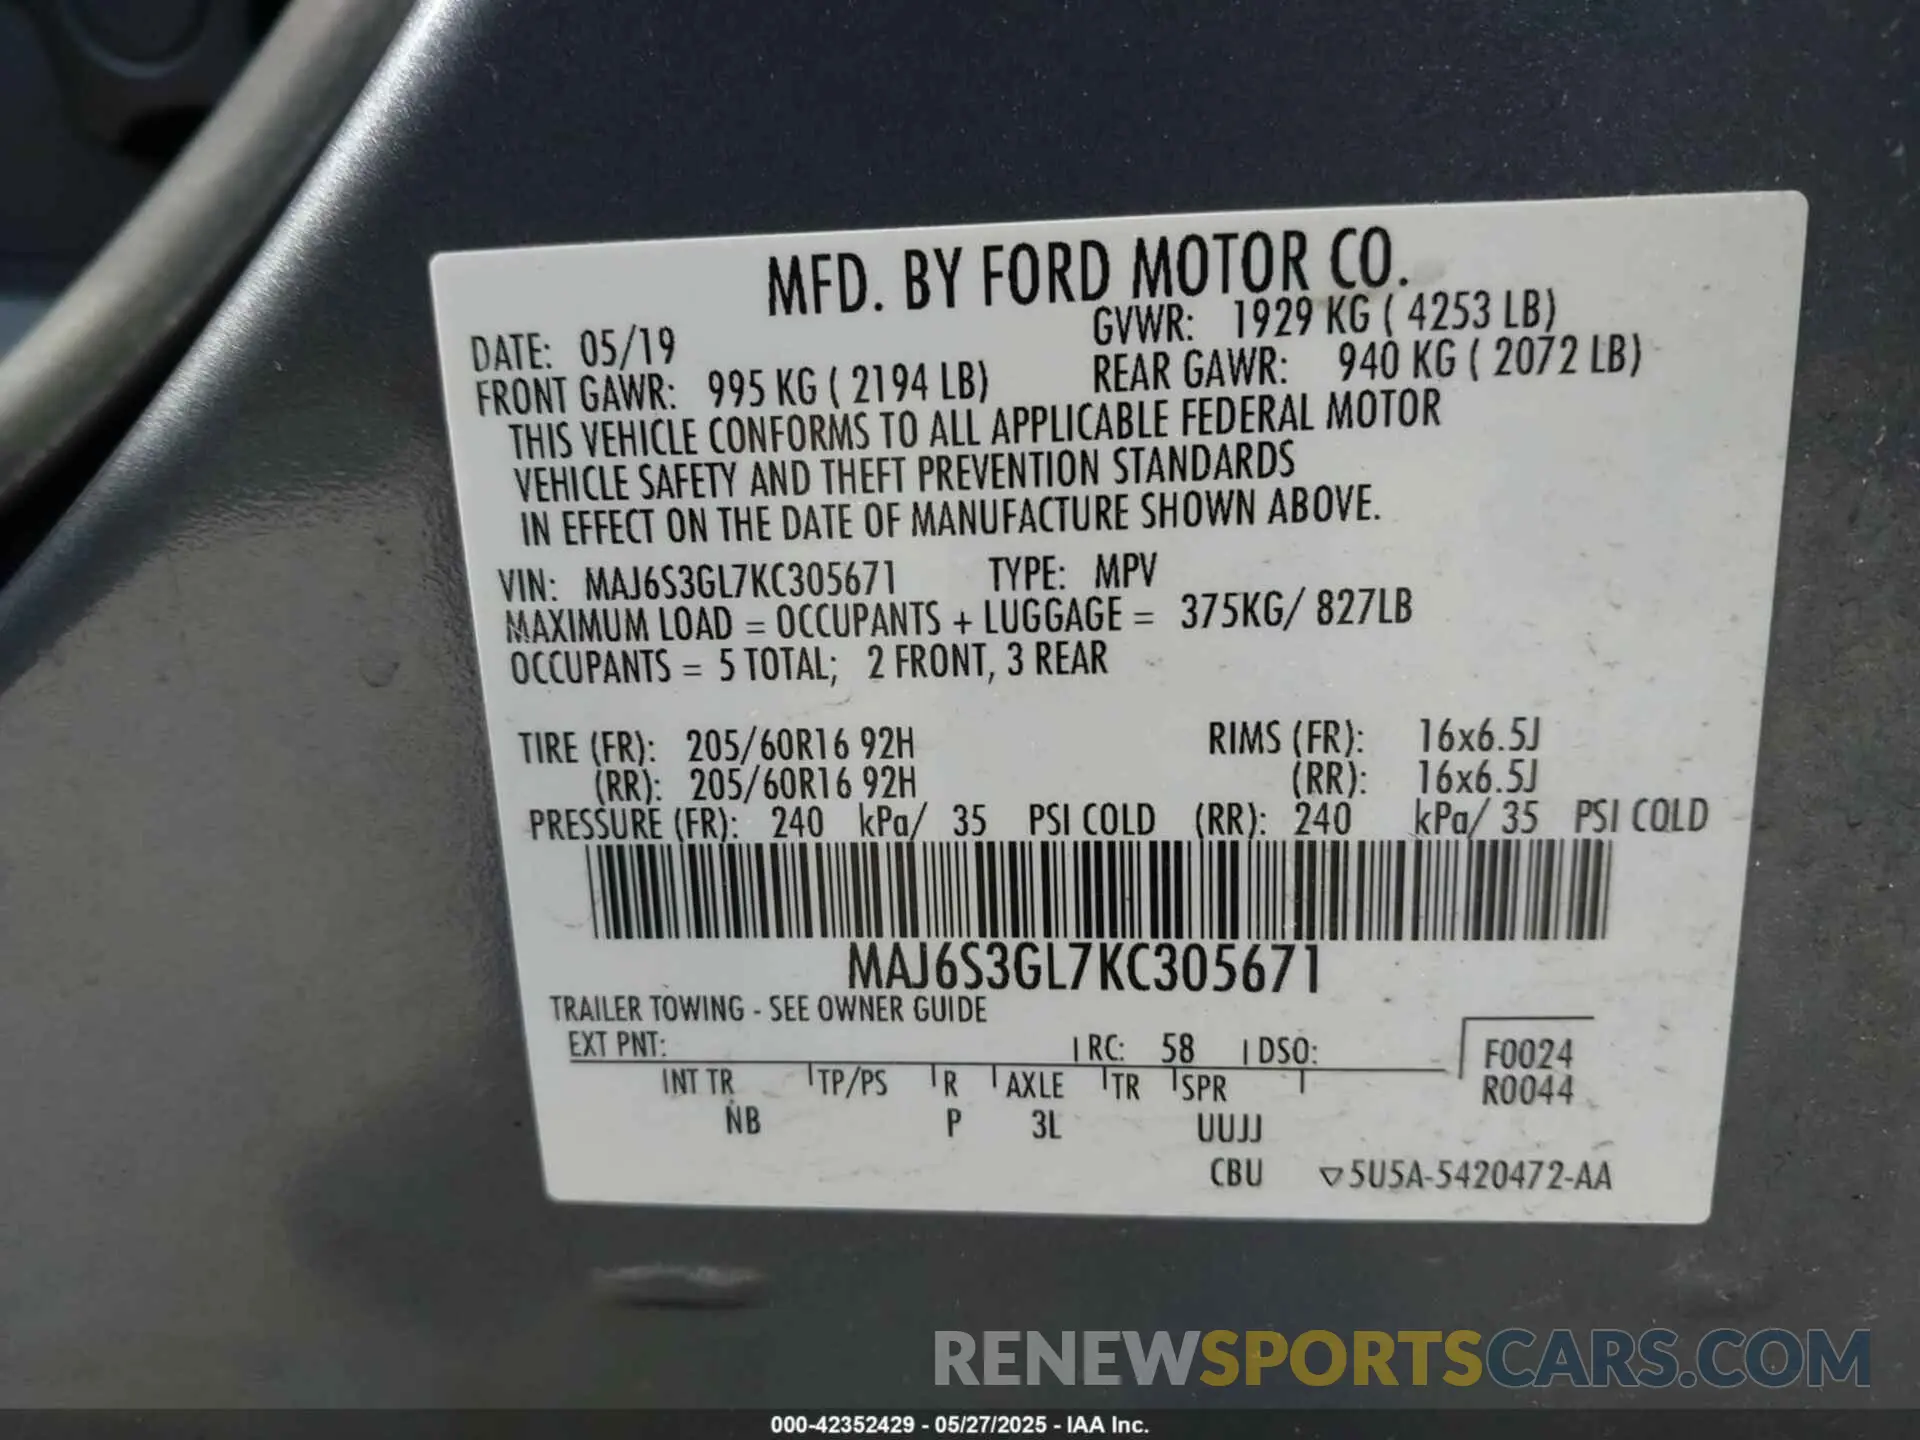 MFD. BY FORD MOTOR CO.
DATE: 05/19 GVWR: 1929 KG ( 4253 LB)
FRONT GAWR: 995 KG ( 2194 LB) REAR GAWR: 940 KG ( 2072 LB)
THIS VEHICLE CONFORMS TO ALL APPLICABLE FEDERAL MOTOR
VEHICLE SAFETY AND THEFT PREVENTION STANDARDS
IN EFFECT ON THE DATE OF MANUFACTURE SHOWN ABOVE.
VIN: MAJ6S3GL7KC305671 TYPE: MPV
MAXIMUM LOAD = OCCUPANTS + LUGGAGE = 375KG/ 827LB
OCCUPANTS = 5 TOTAL; 2 FRONT, 3 REAR
TIRE (FR): 205/60R16 92H RIMS (FR): 16x6.5J
(RR): 205/60R16 92H (RR): 16x6.5J
PRESSURE (FR): 240 kPa/ 35 PSI COLD (RR): 240 kPa/ 35 PSI COLD
MAJ6S3GL7KC305671
TRAILER TOWING - SEE OWNER GUIDE
EXT PNT: RC: 58 DSO: F0024
INT TR TP/PS R AXLE TR SPR R0044
NB P 3L UUJJ
CBU ▽5U5A-5420472-AA
RENEWSPORTSCARS.COM
000-42352429 - 05/27/2025 - IAA Inc.